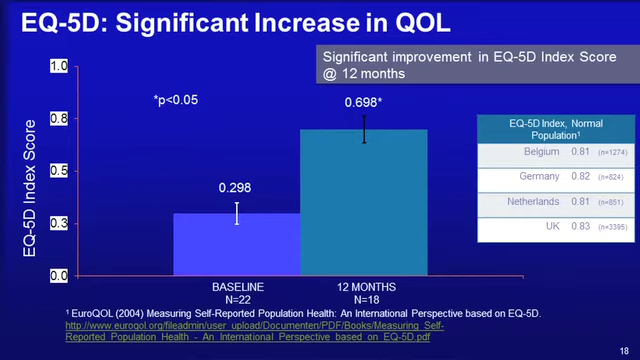 EQ-5D: Significant Increase in QOL
Significant improvement in EQ-5D Index Score
@ 12 months
1.0
0.8
0.5
0.3
0.0
EQ-5D Index Score
*p<0.05
0.298
0.698*
BASELINE
N=22
12 MONTHS
N=18
EQ-5D Index, Normal
Population¹
Belgium 0.81 (n=1274)
Germany 0.82 (n=824)
Netherlands 0.81 (n=851)
UK 0.83 (n=3395)
¹ EuroQOL (2004) Measuring Self-Reported Population Health: An International Perspective based on EQ-5D.
http://www.euroqol.org/fileadmin/user_upload/Documenten/PDF/Books/Measuring_Self-
Reported_Population_Health_-_An_International_Perspective_based_on_EQ-5D.pdf
18